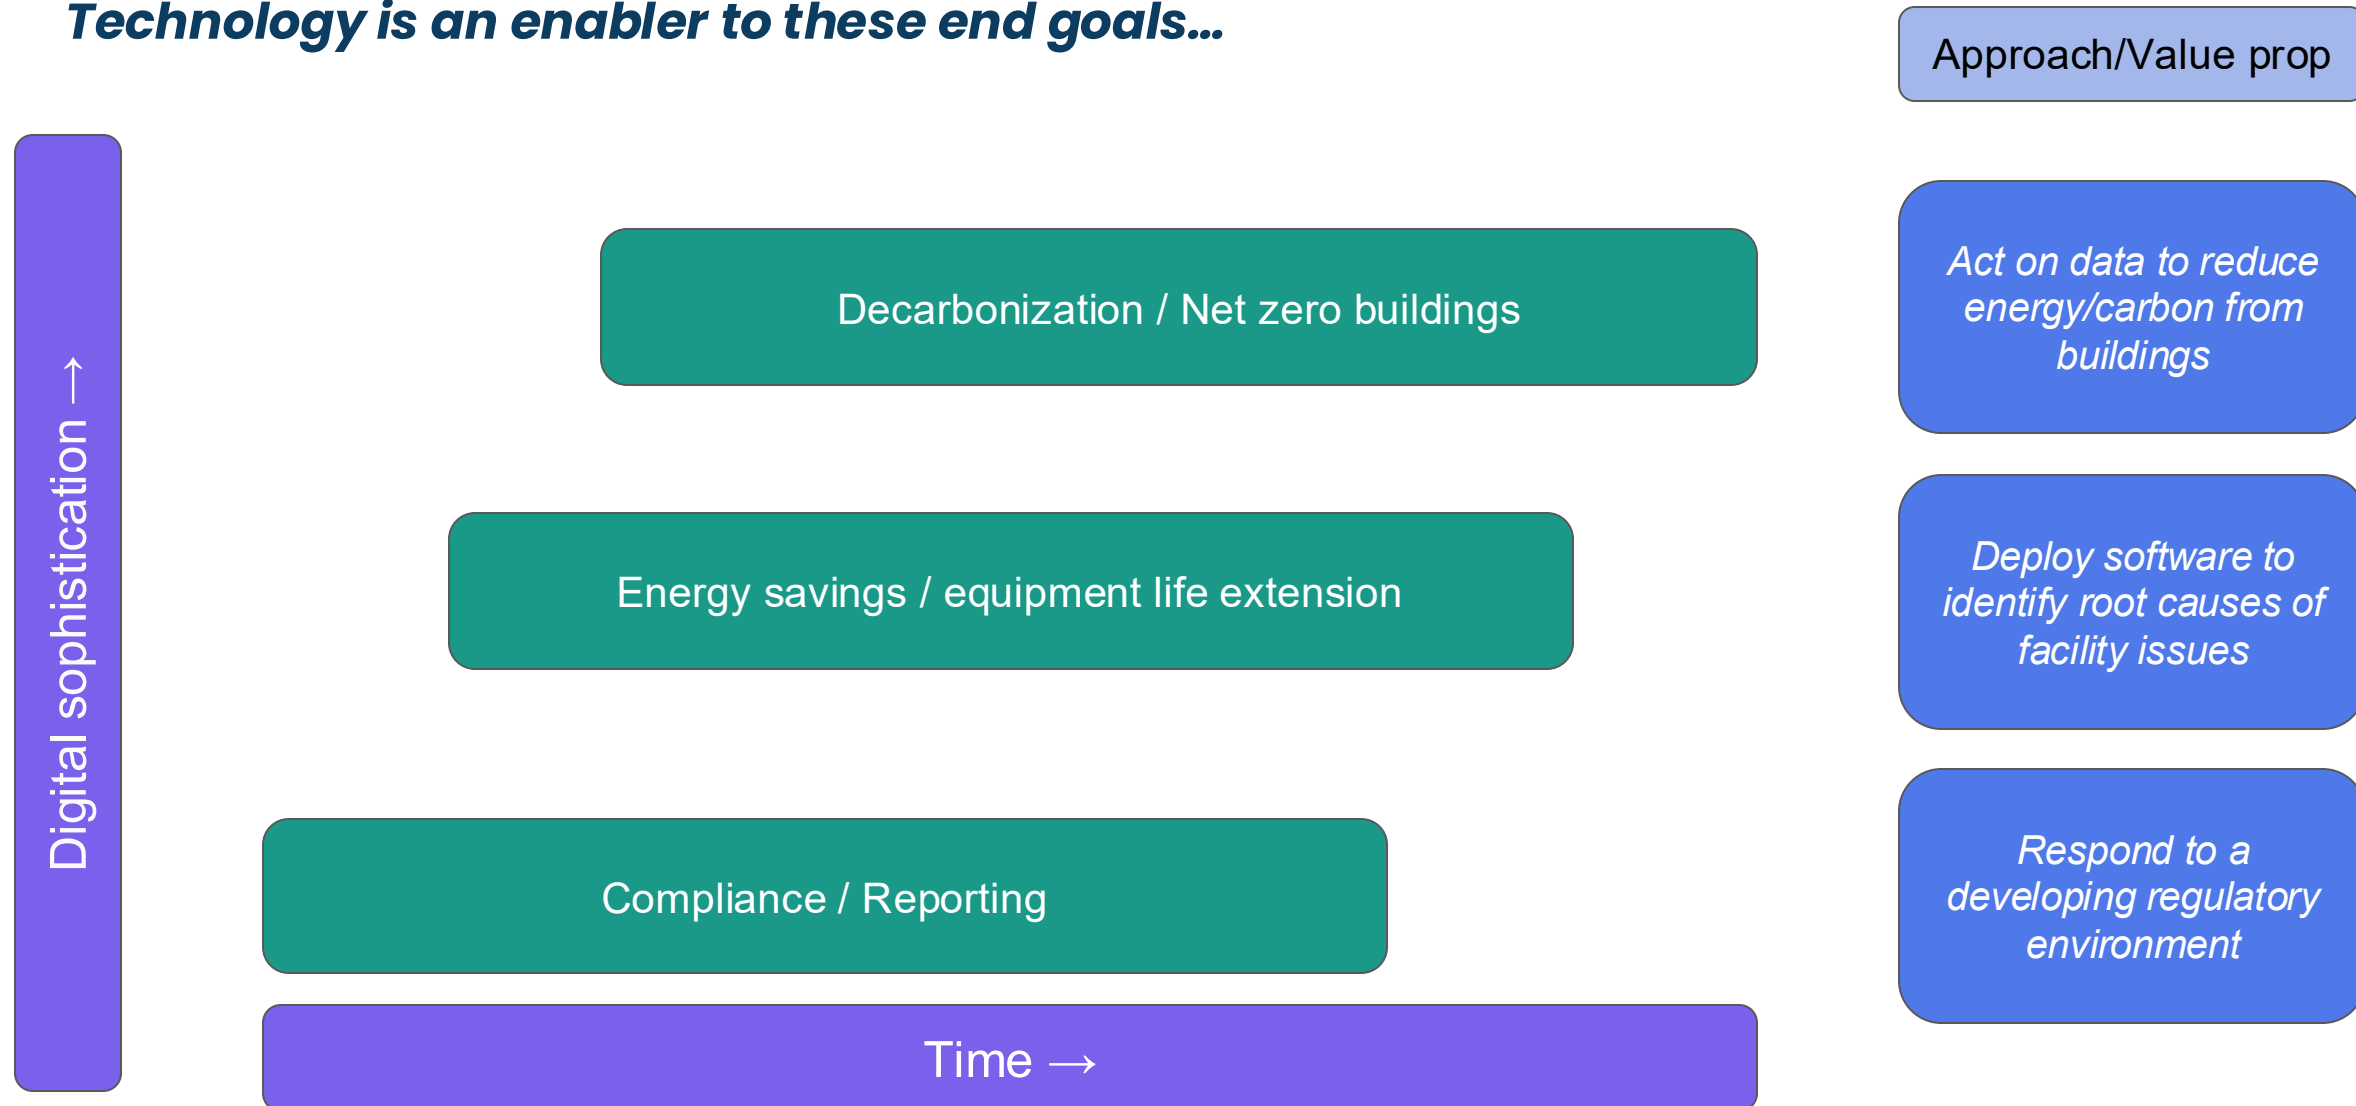 Technology is an enabler to these end goals...
Approach/Value prop
Digital sophistication →
Decarbonization / Net zero buildings
Act on data to reduce
energy/carbon from
buildings
Energy savings / equipment life extension
Deploy software to
identify root causes of
facility issues
Compliance / Reporting
Respond to a
developing regulatory
environment
Time →